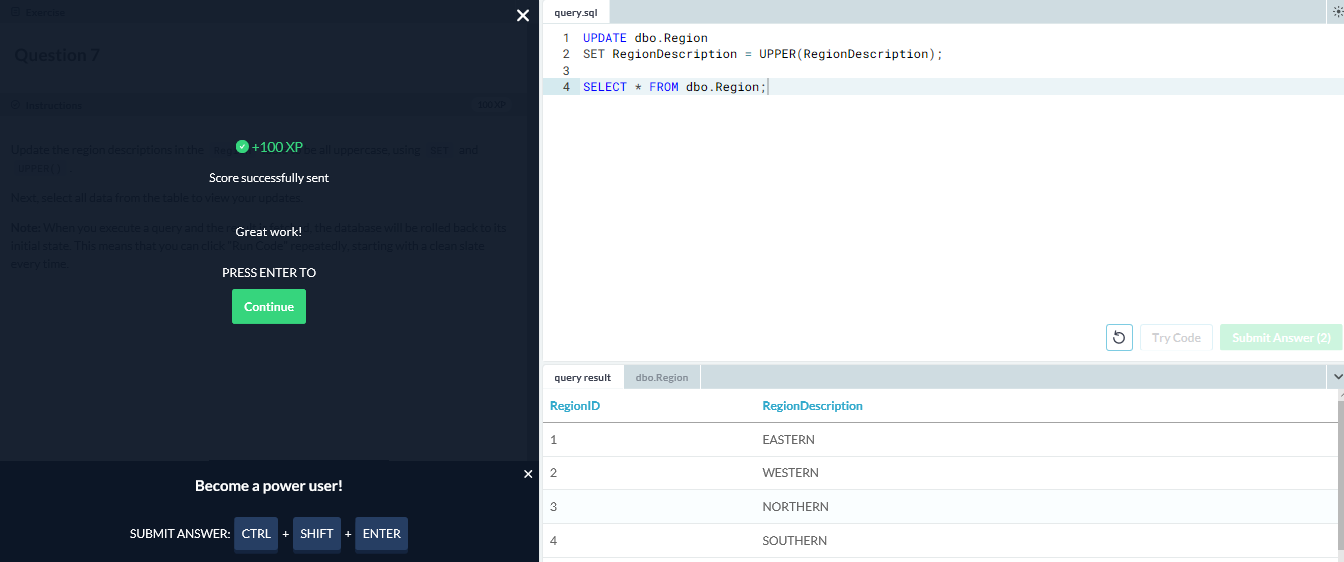 Exercise
Question 7
Instructions
100 XP
Update the region descriptions in the
all uppercase, using SET and
UPPER()
Next, select all data from the table to view your updates.
Note: When you execute a query and the
, the database will be rolled back to its
initial state. This means that you can click "Run Code" repeatedly, starting with a clean slate
every time.
+100 XP
Score successfully sent
Great work!
PRESS ENTER TO
Continue
Become a power user!
SUBMIT ANSWER: CTRL + SHIFT + ENTER
query.sql
1 UPDATE dbo.Region
2 SET RegionDescription = UPPER(RegionDescription);
3
4 SELECT * FROM dbo.Region;
Try Code
Submit Answer (2)
query result
dbo.Region
RegionID RegionDescription
1 EASTERN
2 WESTERN
3 NORTHERN
4 SOUTHERN